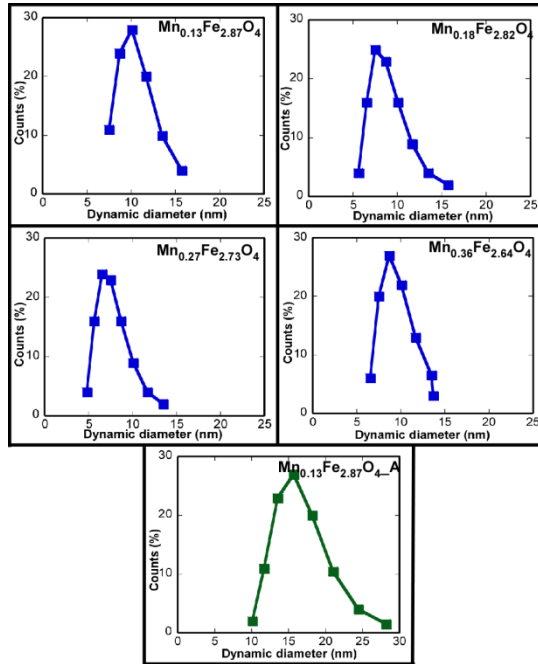 Mn0.13Fe2.87O4
30
20
10
0
Counts (%)
0 5 10 15 20 25
Dynamic diameter (nm)
Mn0.18Fe2.82O4
30
20
10
0
Counts (%)
0 5 10 15 20 25
Dynamic diameter (nm)
Mn0.27Fe2.73O4
30
20
10
0
Counts (%)
0 5 10 15 20 25
Dynamic diameter (nm)
Mn0.36Fe2.64O4
30
20
10
0
Counts (%)
0 5 10 15 20 25
Dynamic diameter (nm)
Mn0.13Fe2.87O4_A
30
20
10
0
Counts (%)
0 5 10 15 20 25 30
Dynamic diameter (nm)